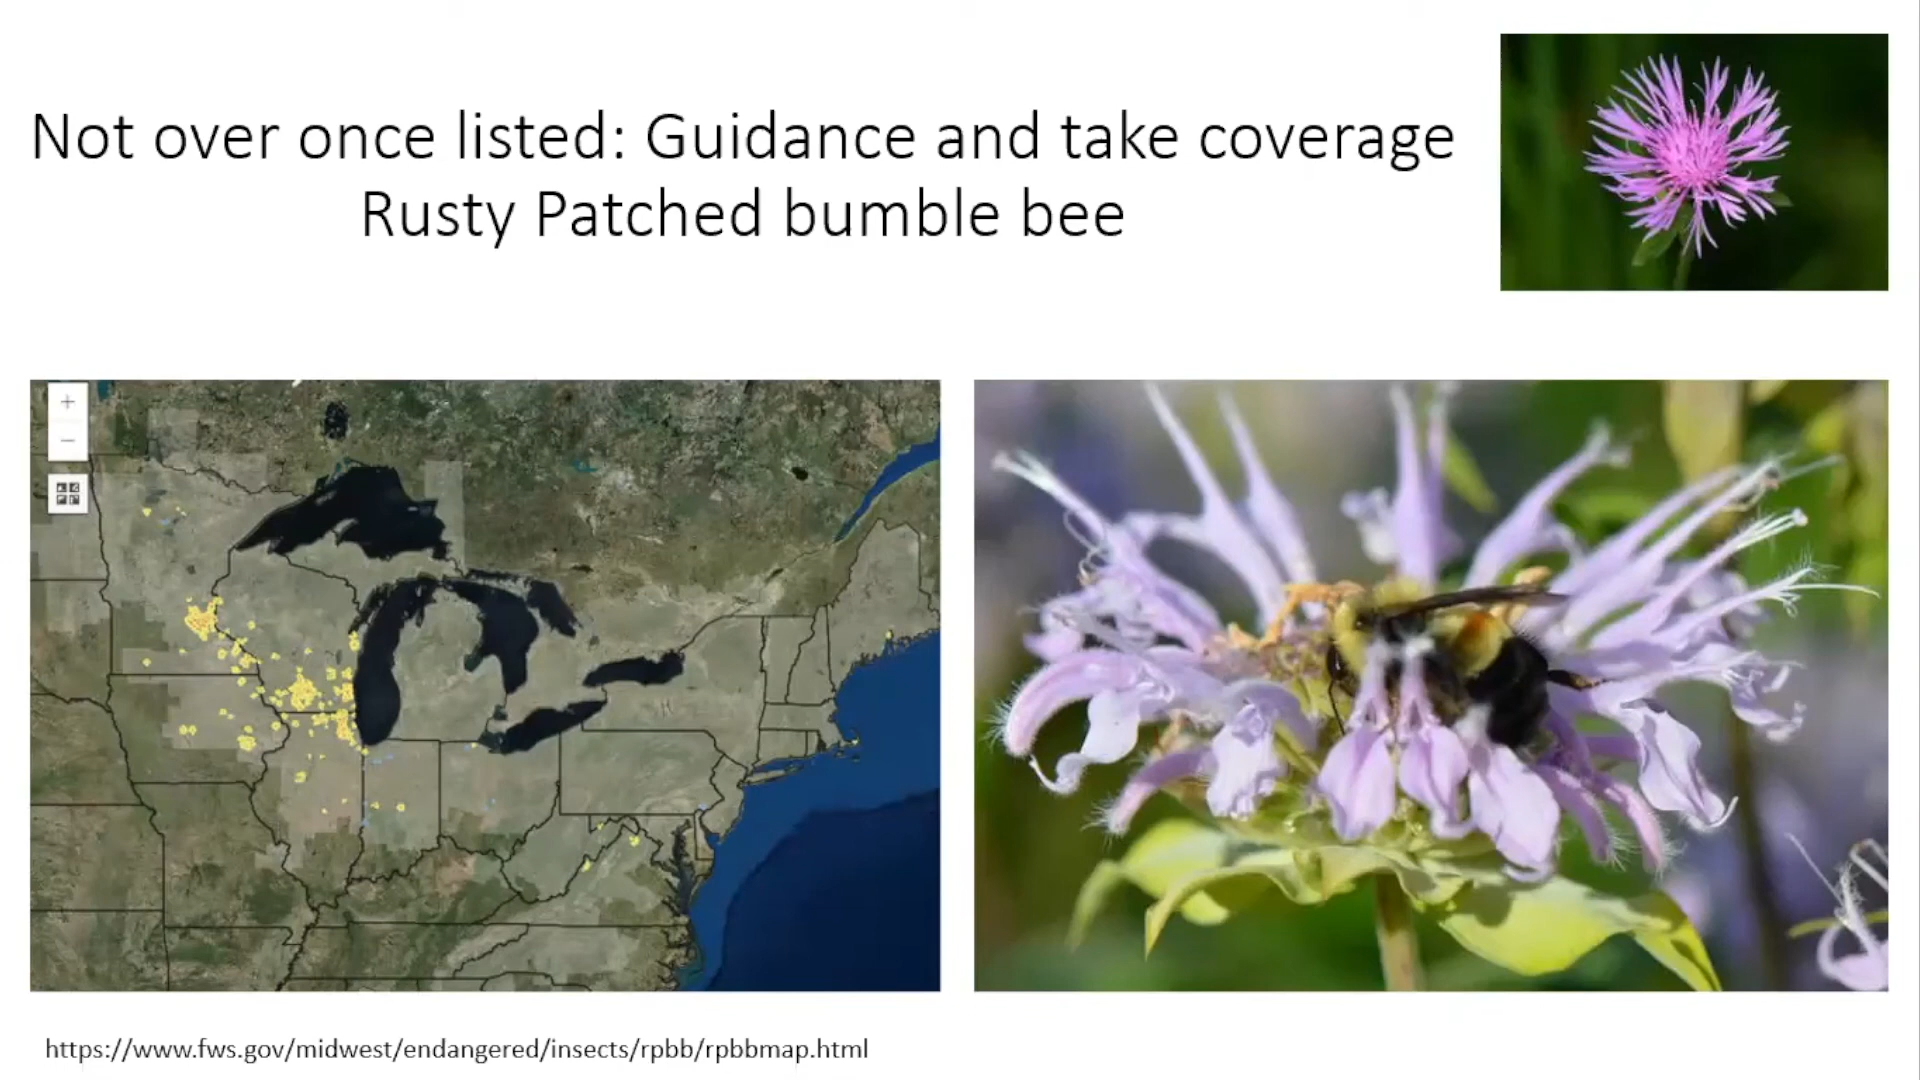 Not over once listed: Guidance and take coverage
Rusty Patched bumble bee
+
−
https://www.fws.gov/midwest/endangered/insects/rpbb/rpbbmap.html